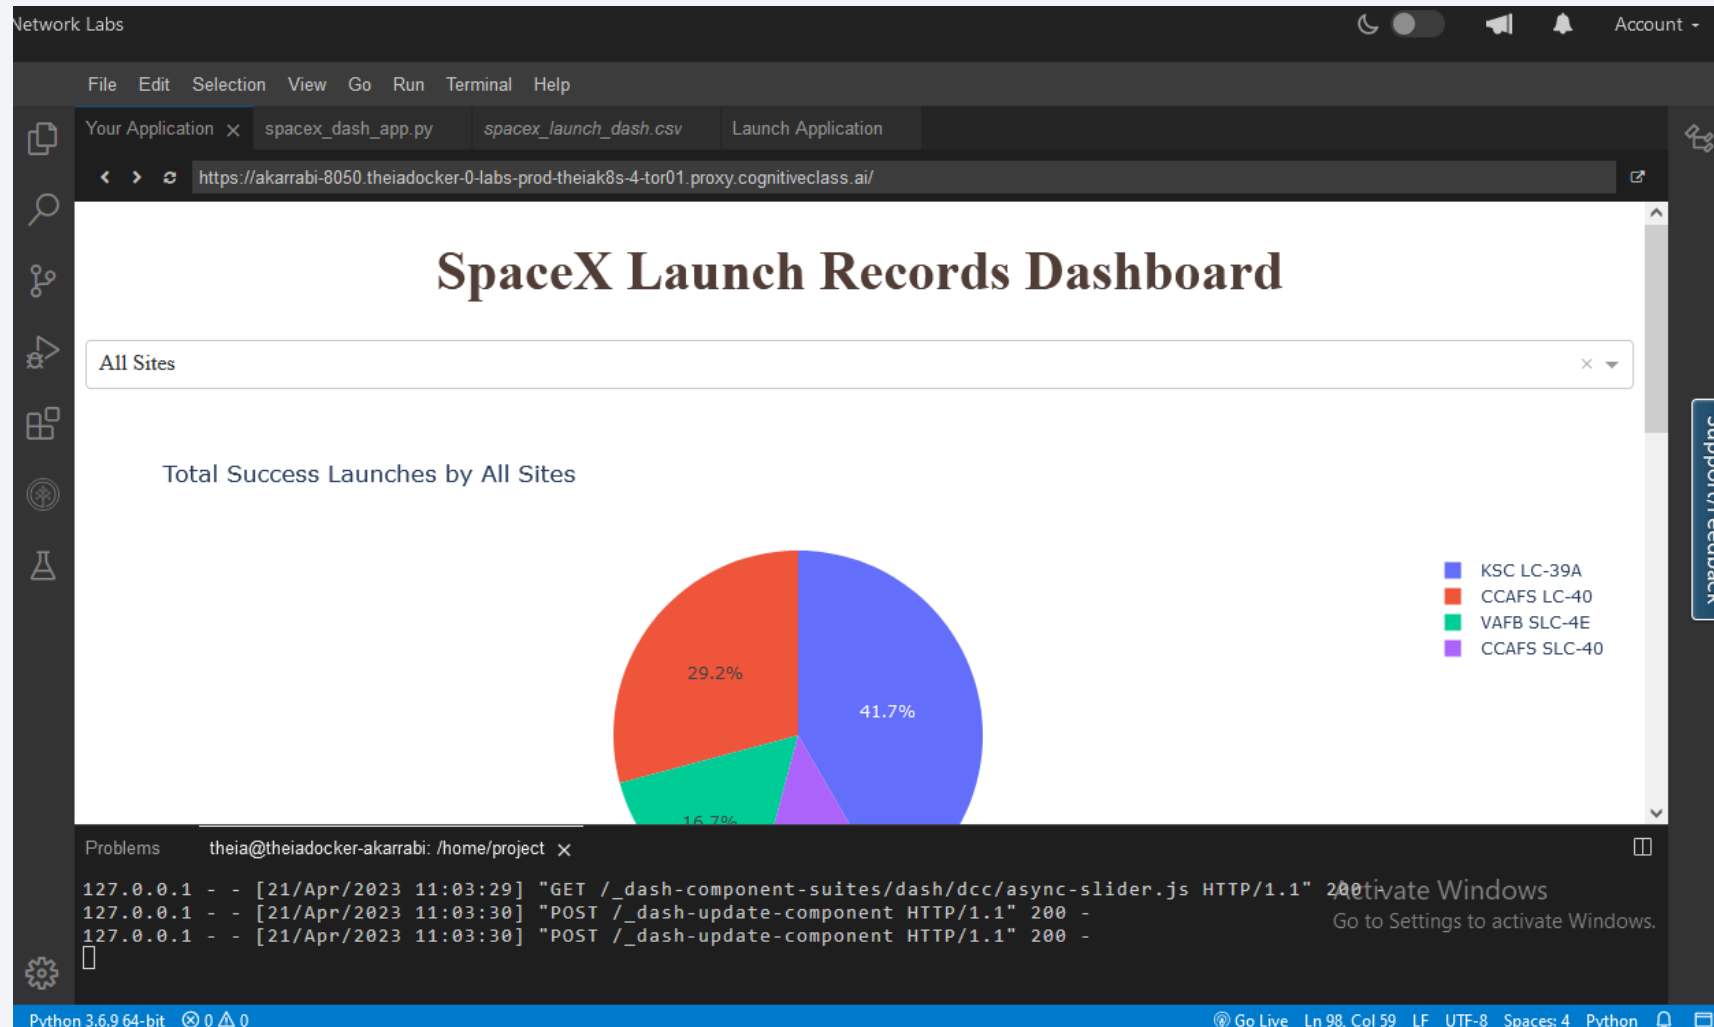 Network Labs
Account
File Edit Selection View Go Run Terminal Help
Your Application spacex_dash_app.py spacex_launch_dash.csv Launch Application
https://akarrabi-8050.theiadocker-0-labs-prod-theiak8s-4-tor01.proxy.cognitiveclass.ai/
SpaceX Launch Records Dashboard
All Sites
Support/Feedback
Total Success Launches by All Sites
KSC LC-39A
CCAFS LC-40
VAFB SLC-4E
CCAFS SLC-40
29.2%
41.7%
16.7%
Problems theia@theiadocker-akarrabi: /home/project
127.0.0.1 - - [21/Apr/2023 11:03:29] "GET /_dash-component-suites/dash/dcc/async-slider.js HTTP/1.1" 200 -
127.0.0.1 - - [21/Apr/2023 11:03:30] "POST /_dash-update-component HTTP/1.1" 200 -
127.0.0.1 - - [21/Apr/2023 11:03:30] "POST /_dash-update-component HTTP/1.1" 200 -
Activate Windows
Go to Settings to activate Windows.
Python 3.6.9 64-bit 0 0 Go Live Ln 98, Col 59 LF UTF-8 Spaces: 4 Python